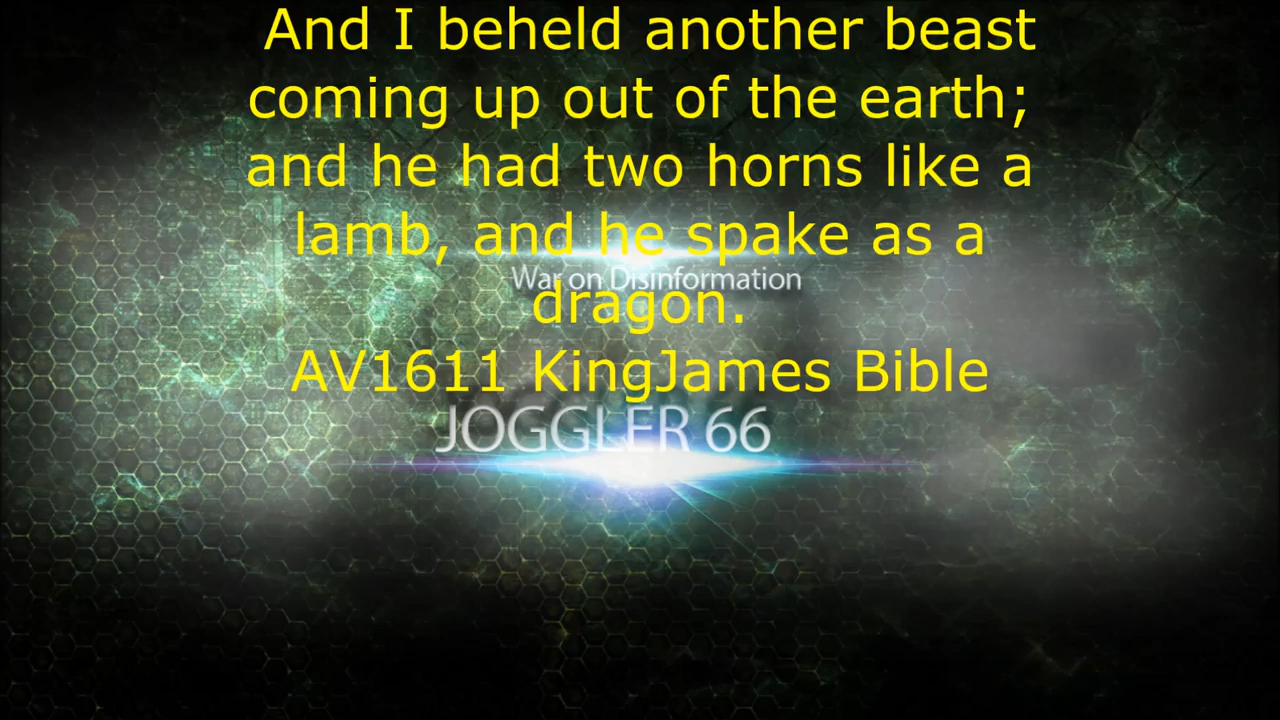 And I beheld another beast
coming up out of the earth;
and he had two horns like a
lamb, and he spake as a
War on Disinformation
dragon.
AV1611 KingJames Bible
JOGGLER 66